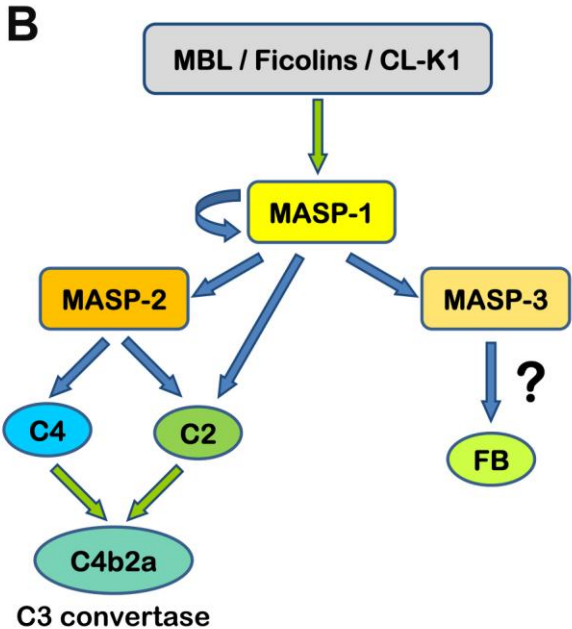 B
MBL / Ficolins / CL-K1
MASP-1
MASP-2
MASP-3
?
C4
C2
FB
C4b2a
C3 convertase